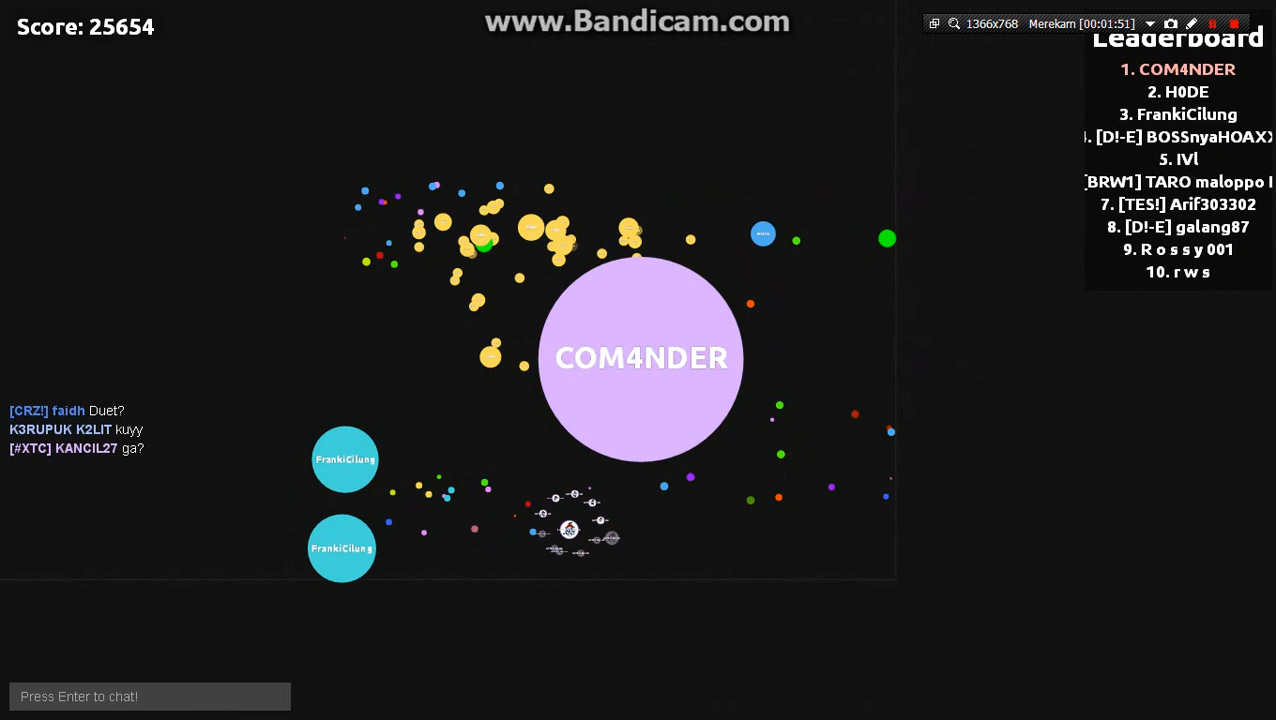 Score: 25654
www.Bandicam.com
1366x768 Merekam [00:01:51]
Leaderboard
1. COM4NDER
2. H0DE
3. FrankiCilung
. [D!-E] BOSSnyaHOAX
5. IVl
[BRW1] TARO maloppo
7. [TES!] Arif303302
8. [D!-E] galang87
9. R o s s y 001
10. r w s
COM4NDER
[CRZ!] faidh Duet?
K3RUPUK K2LIT kuyy
[#XTC] KANCIL27 ga?
FrankiCilung
FrankiCilung
Press Enter to chat!